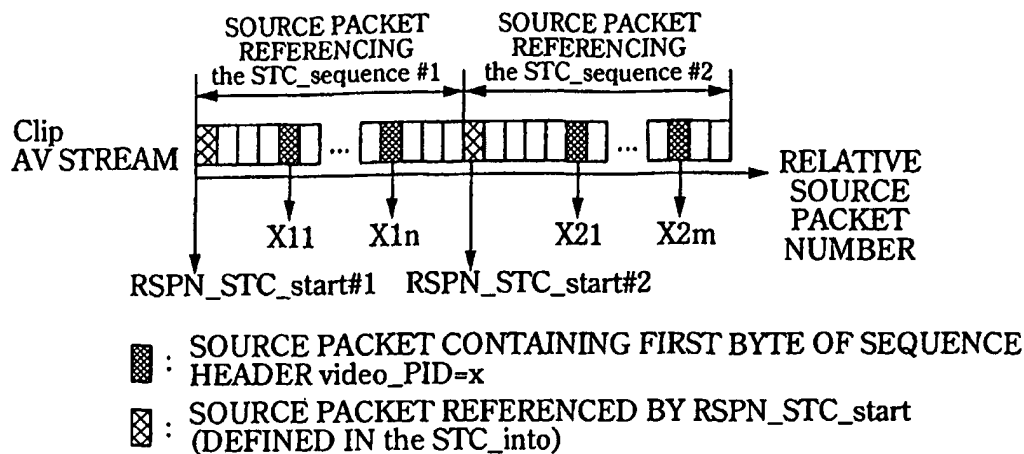 SOURCE PACKET
REFERENCING
the STC_sequence #1
SOURCE PACKET
REFERENCING
the STC_sequence #2
Clip
AV STREAM
...
...
RELATIVE
SOURCE
PACKET
NUMBER
X11
X1n
X21
X2m
RSPN_STC_start#1
RSPN_STC_start#2
: SOURCE PACKET CONTAINING FIRST BYTE OF SEQUENCE
HEADER video_PID=x
: SOURCE PACKET REFERENCED BY RSPN_STC_start
(DEFINED IN the STC_into)